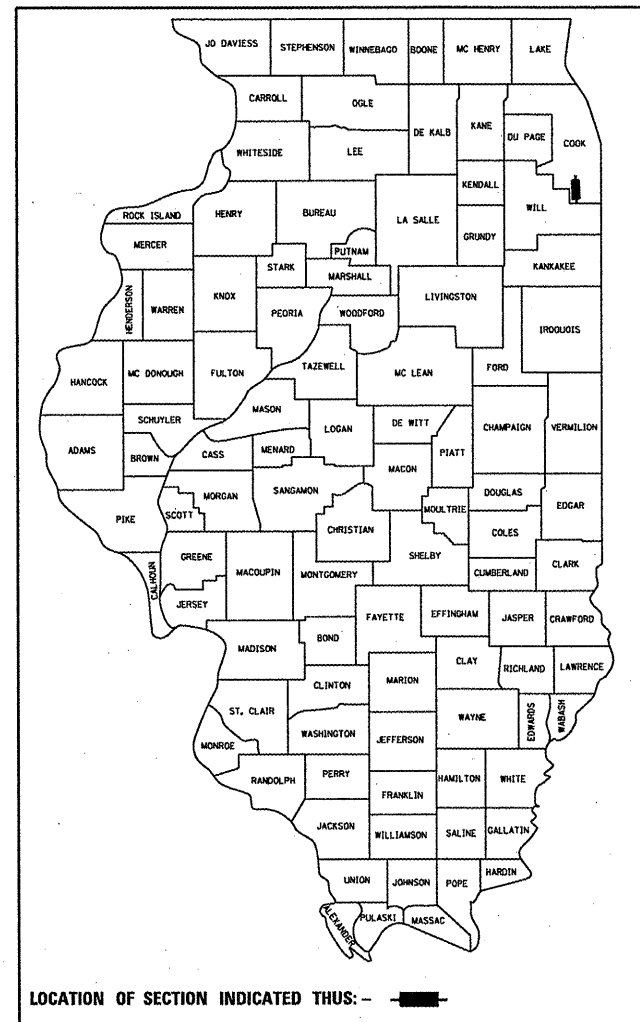 JO DAVIESS STEPHENSON WINNEBAGO BOONE MC HENRY LAKE
CARROLL OGLE DE KALB KANE DU PAGE COOK
WHITESIDE LEE KENDALL WILL
ROCK ISLAND HENRY BUREAU LA SALLE GRUNDY
MERCER PUTNAM KANKAKEE
STARK MARSHALL
HENDERSON WARREN KNOX PEORIA WOODFORD LIVINGSTON IROQUOIS
HANCOCK MC DONOUGH FULTON TAZEWELL MC LEAN FORD
SCHUYLER MASON LOGAN DE WITT CHAMPAIGN VERMILION
ADAMS BROWN CASS MENARD MACON PIATT
PIKE SCOTT MORGAN SANGAMON CHRISTIAN MOULTRIE DOUGLAS EDGAR
COLES
CALHOUN GREENE MACOUPIN MONTGOMERY SHELBY CUMBERLAND CLARK
JERSEY FAYETTE EFFINGHAM JASPER CRAWFORD
MADISON BOND CLAY RICHLAND LAWRENCE
CLINTON MARION
ST. CLAIR WASHINGTON JEFFERSON WAYNE EDWARDS WABASH
MONROE
RANDOLPH PERRY FRANKLIN HAMILTON WHITE
JACKSON WILLIAMSON SALINE GALLATIN
UNION JOHNSON POPE HARDIN
ALEXANDER PULASKI MASSAC
LOCATION OF SECTION INDICATED THUS: -